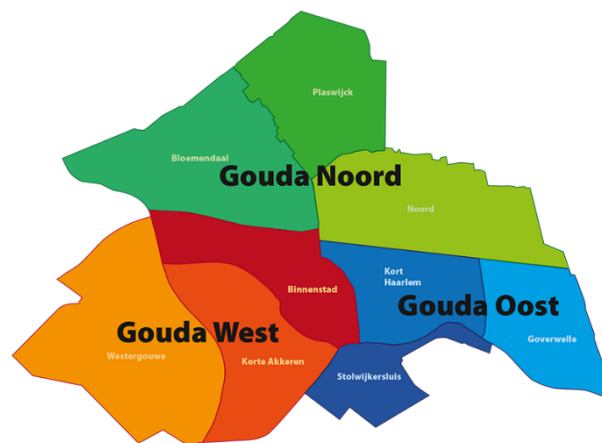 Plaswijck
Bloemendaal
Gouda Noord
Noord
Binnenstad
Kort
Haarlem
Gouda Oost
Gouda West
Goverwelle
Westergouwe
Korte Akkeren
Stolwijkersluis